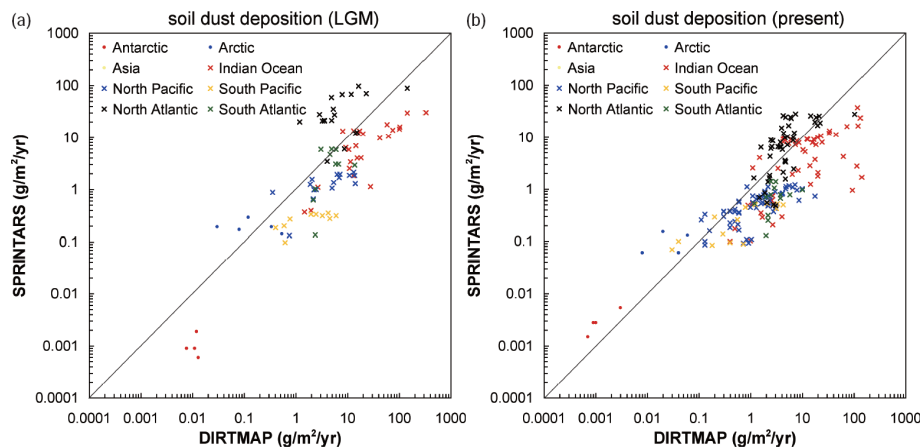 (a) soil dust deposition (LGM)
1000
100
10
1
0.1
0.01
0.001
0.0001
SPRINTARS (g/m²/yr)
Antarctic Arctic
Asia Indian Ocean
North Pacific South Pacific
North Atlantic South Atlantic
0.0001 0.001 0.01 0.1 1 10 100 1000
DIRTMAP (g/m²/yr)
(b) soil dust deposition (present)
1000
100
10
1
0.1
0.01
0.001
0.0001
SPRINTARS (g/m²/yr)
Antarctic Arctic
Asia Indian Ocean
North Pacific South Pacific
North Atlantic South Atlantic
0.0001 0.001 0.01 0.1 1 10 100 1000
DIRTMAP (g/m²/yr)